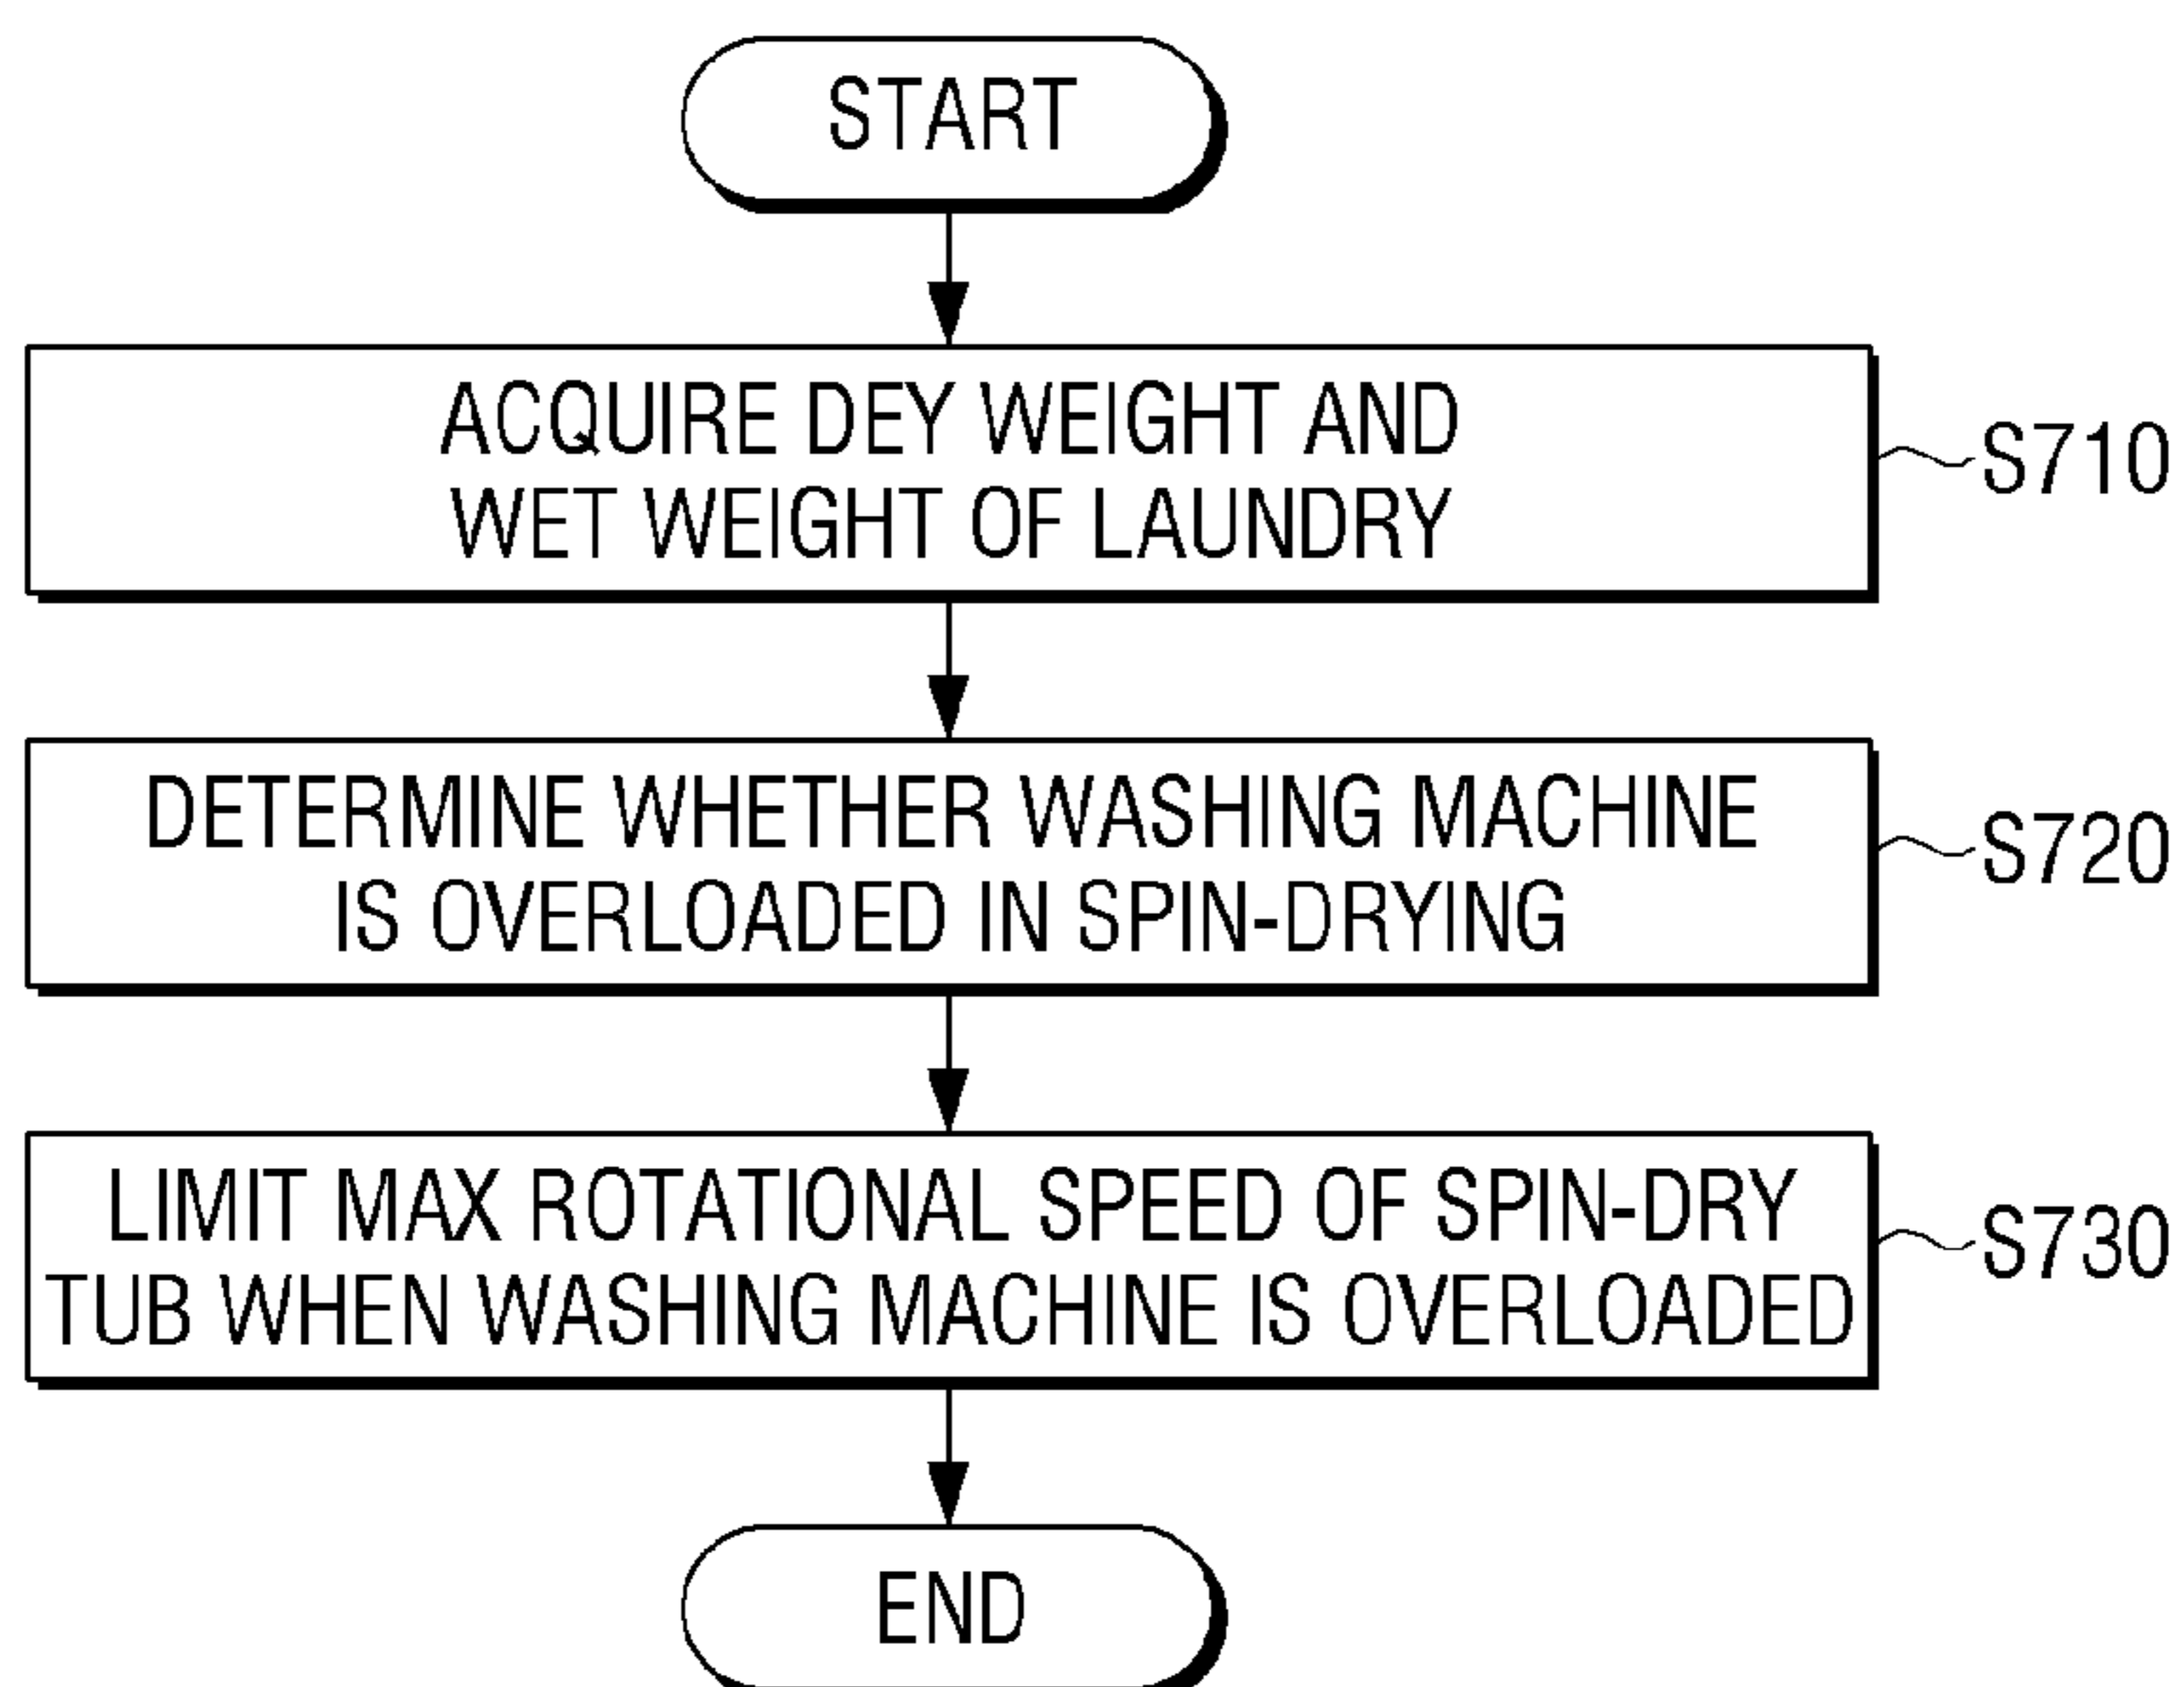 START
ACQUIRE DEY WEIGHT AND
WET WEIGHT OF LAUNDRY
S710
DETERMINE WHETHER WASHING MACHINE
IS OVERLOADED IN SPIN-DRYING
S720
LIMIT MAX ROTATIONAL SPEED OF SPIN-DRY
TUB WHEN WASHING MACHINE IS OVERLOADED
S730
END